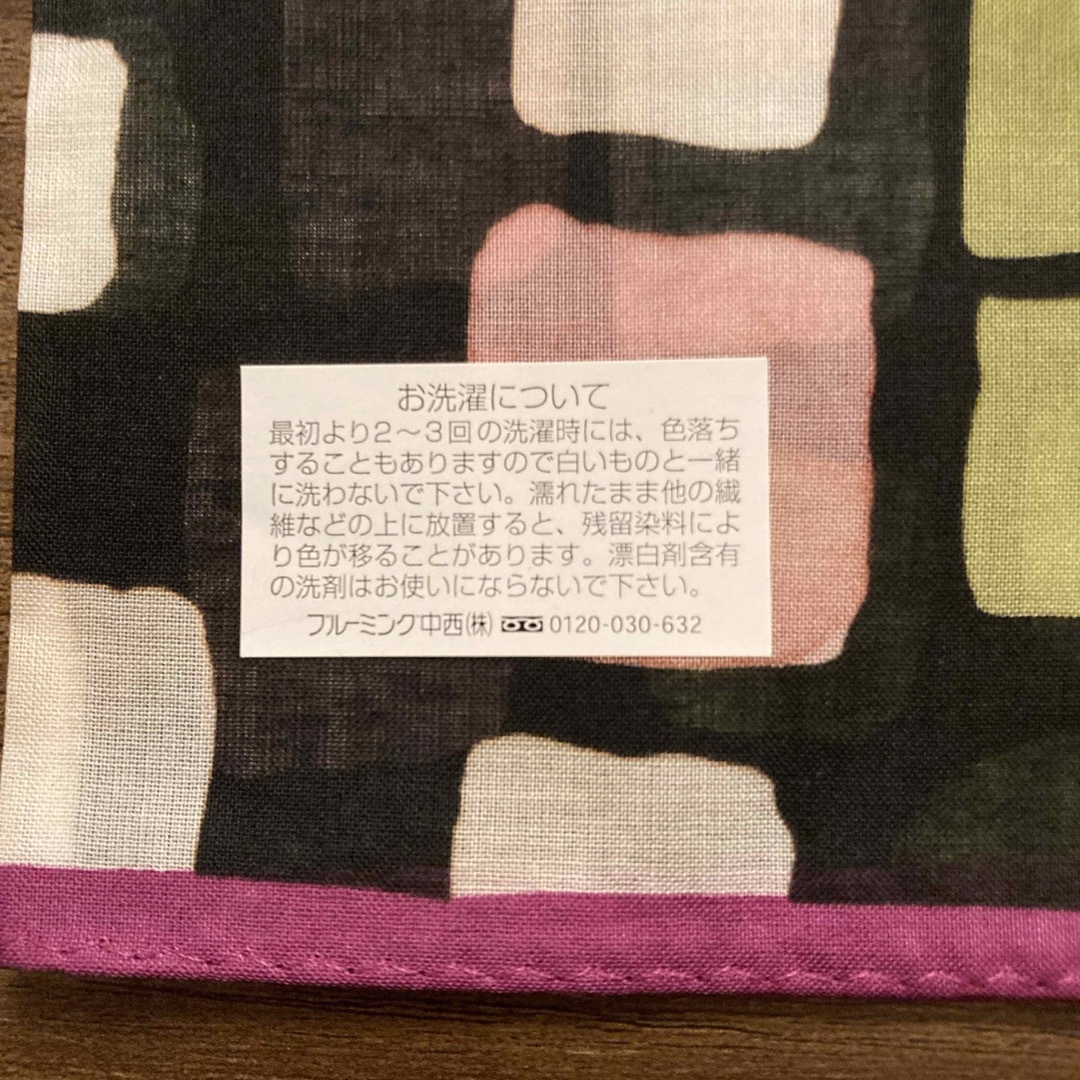 お洗濯について
最初より2〜3回の洗濯時には、色落ち
することもありますので白いものと一緒
に洗わないで下さい。濡れたまま他の繊
維などの上に放置すると、残留染料によ
り色が移ることがあります。漂白剤含有
の洗剤はお使いにならないで下さい。
ブルーミング中西㈱ 0120-030-632